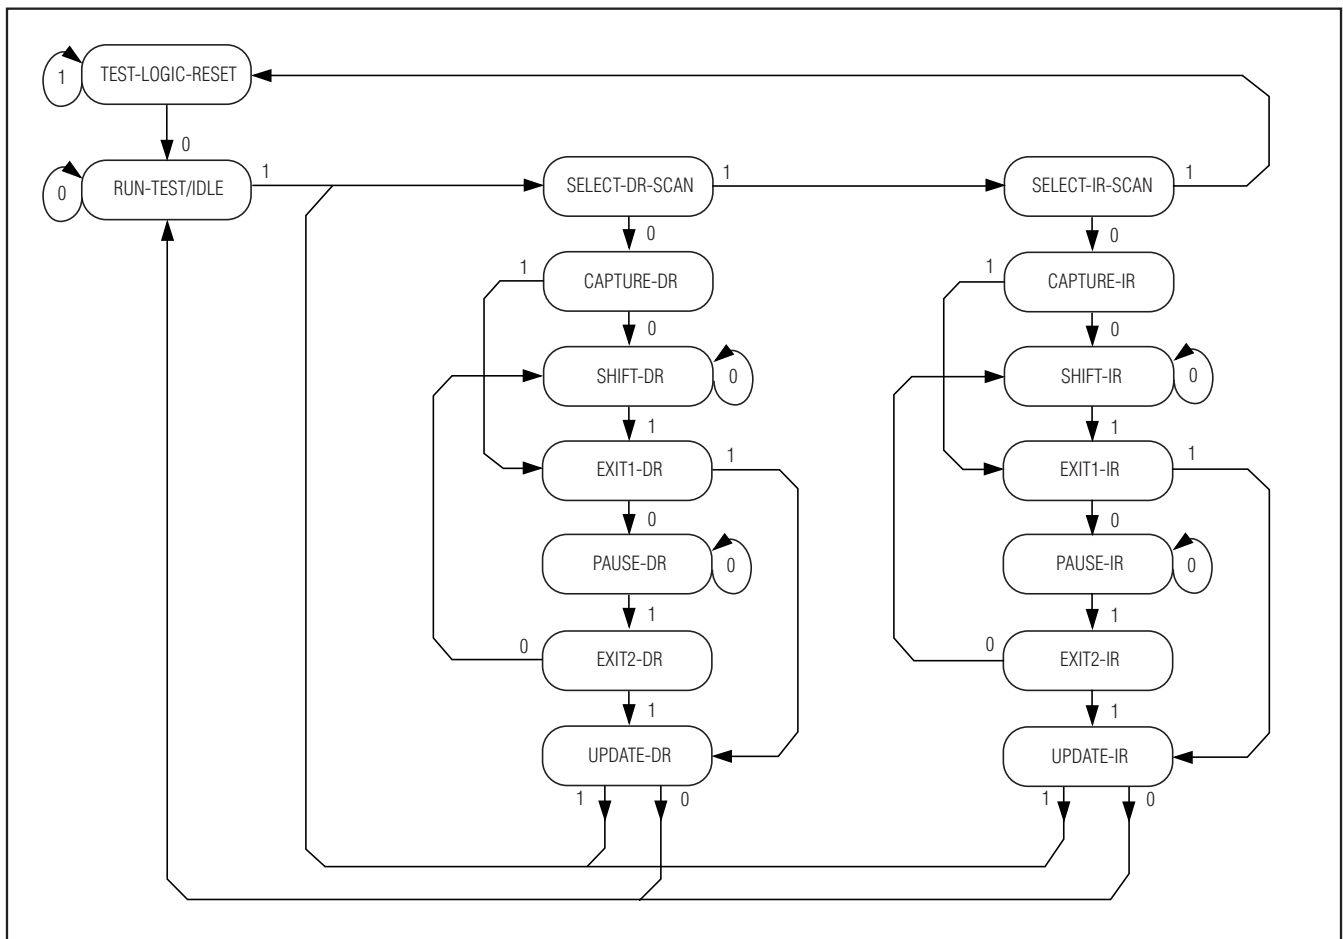 1
TEST-LOGIC-RESET
0
0
RUN-TEST/IDLE
1
SELECT-DR-SCAN
1
SELECT-IR-SCAN
1
0
0
1
CAPTURE-DR
1
CAPTURE-IR
0
0
SHIFT-DR
0
SHIFT-IR
0
1
1
EXIT1-DR
1
EXIT1-IR
1
0
0
PAUSE-DR
0
PAUSE-IR
0
1
1
0
EXIT2-DR
0
EXIT2-IR
1
1
UPDATE-DR
UPDATE-IR
1
0
1
0